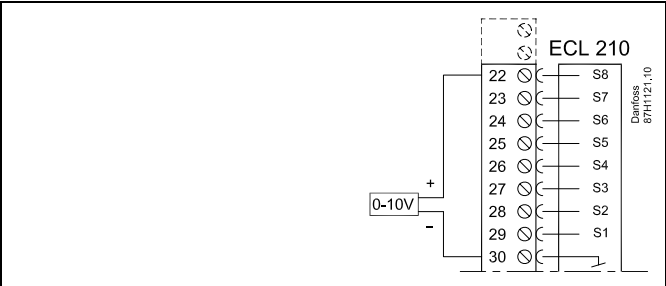 ECL 210
22 S8
23 S7
24 S6
25 S5
26 S4
27 S3
28 S2
29 S1
30
+
0-10V
-
Danfoss
87H1121.10